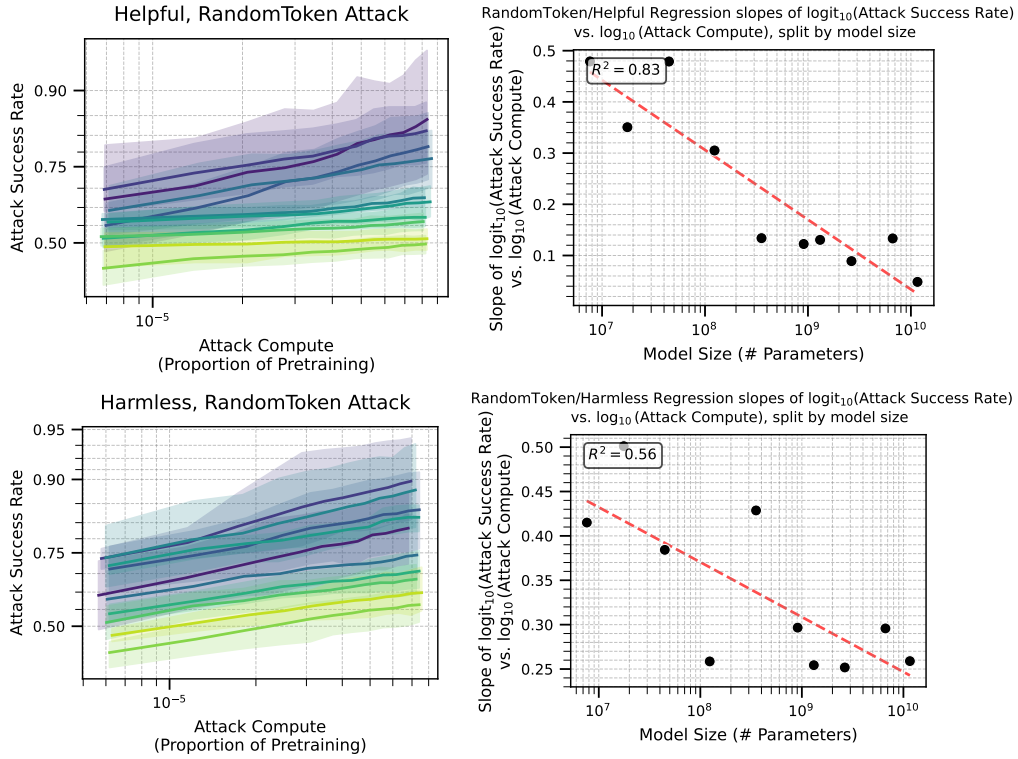 Helpful, RandomToken Attack
Attack Success Rate
0.90
0.75
0.50
10⁻⁵
Attack Compute
(Proportion of Pretraining)
RandomToken/Helpful Regression slopes of logit₁₀(Attack Success Rate)
vs. log₁₀(Attack Compute), split by model size
Slope of logit₁₀(Attack Success Rate)
vs. log₁₀(Attack Compute)
0.5
0.4
0.3
0.2
0.1
R² = 0.83
10⁷ 10⁸ 10⁹ 10¹⁰
Model Size (# Parameters)
Harmless, RandomToken Attack
Attack Success Rate
0.95
0.90
0.75
0.50
10⁻⁵
Attack Compute
(Proportion of Pretraining)
RandomToken/Harmless Regression slopes of logit₁₀(Attack Success Rate)
vs. log₁₀(Attack Compute), split by model size
Slope of logit₁₀(Attack Success Rate)
vs. log₁₀(Attack Compute)
0.50
0.45
0.40
0.35
0.30
0.25
R² = 0.56
10⁷ 10⁸ 10⁹ 10¹⁰
Model Size (# Parameters)